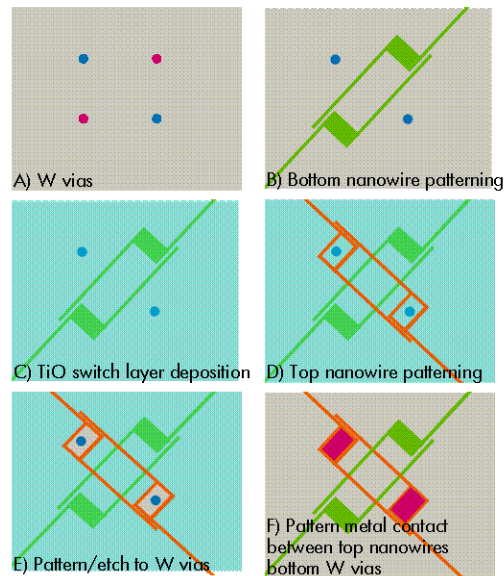 A) W vias
B) Bottom nanowire patterning
C) TiO switch layer deposition
D) Top nanowire patterning
E) Pattern/etch to W vias
F) Pattern metal contact
between top nanowires
bottom W vias